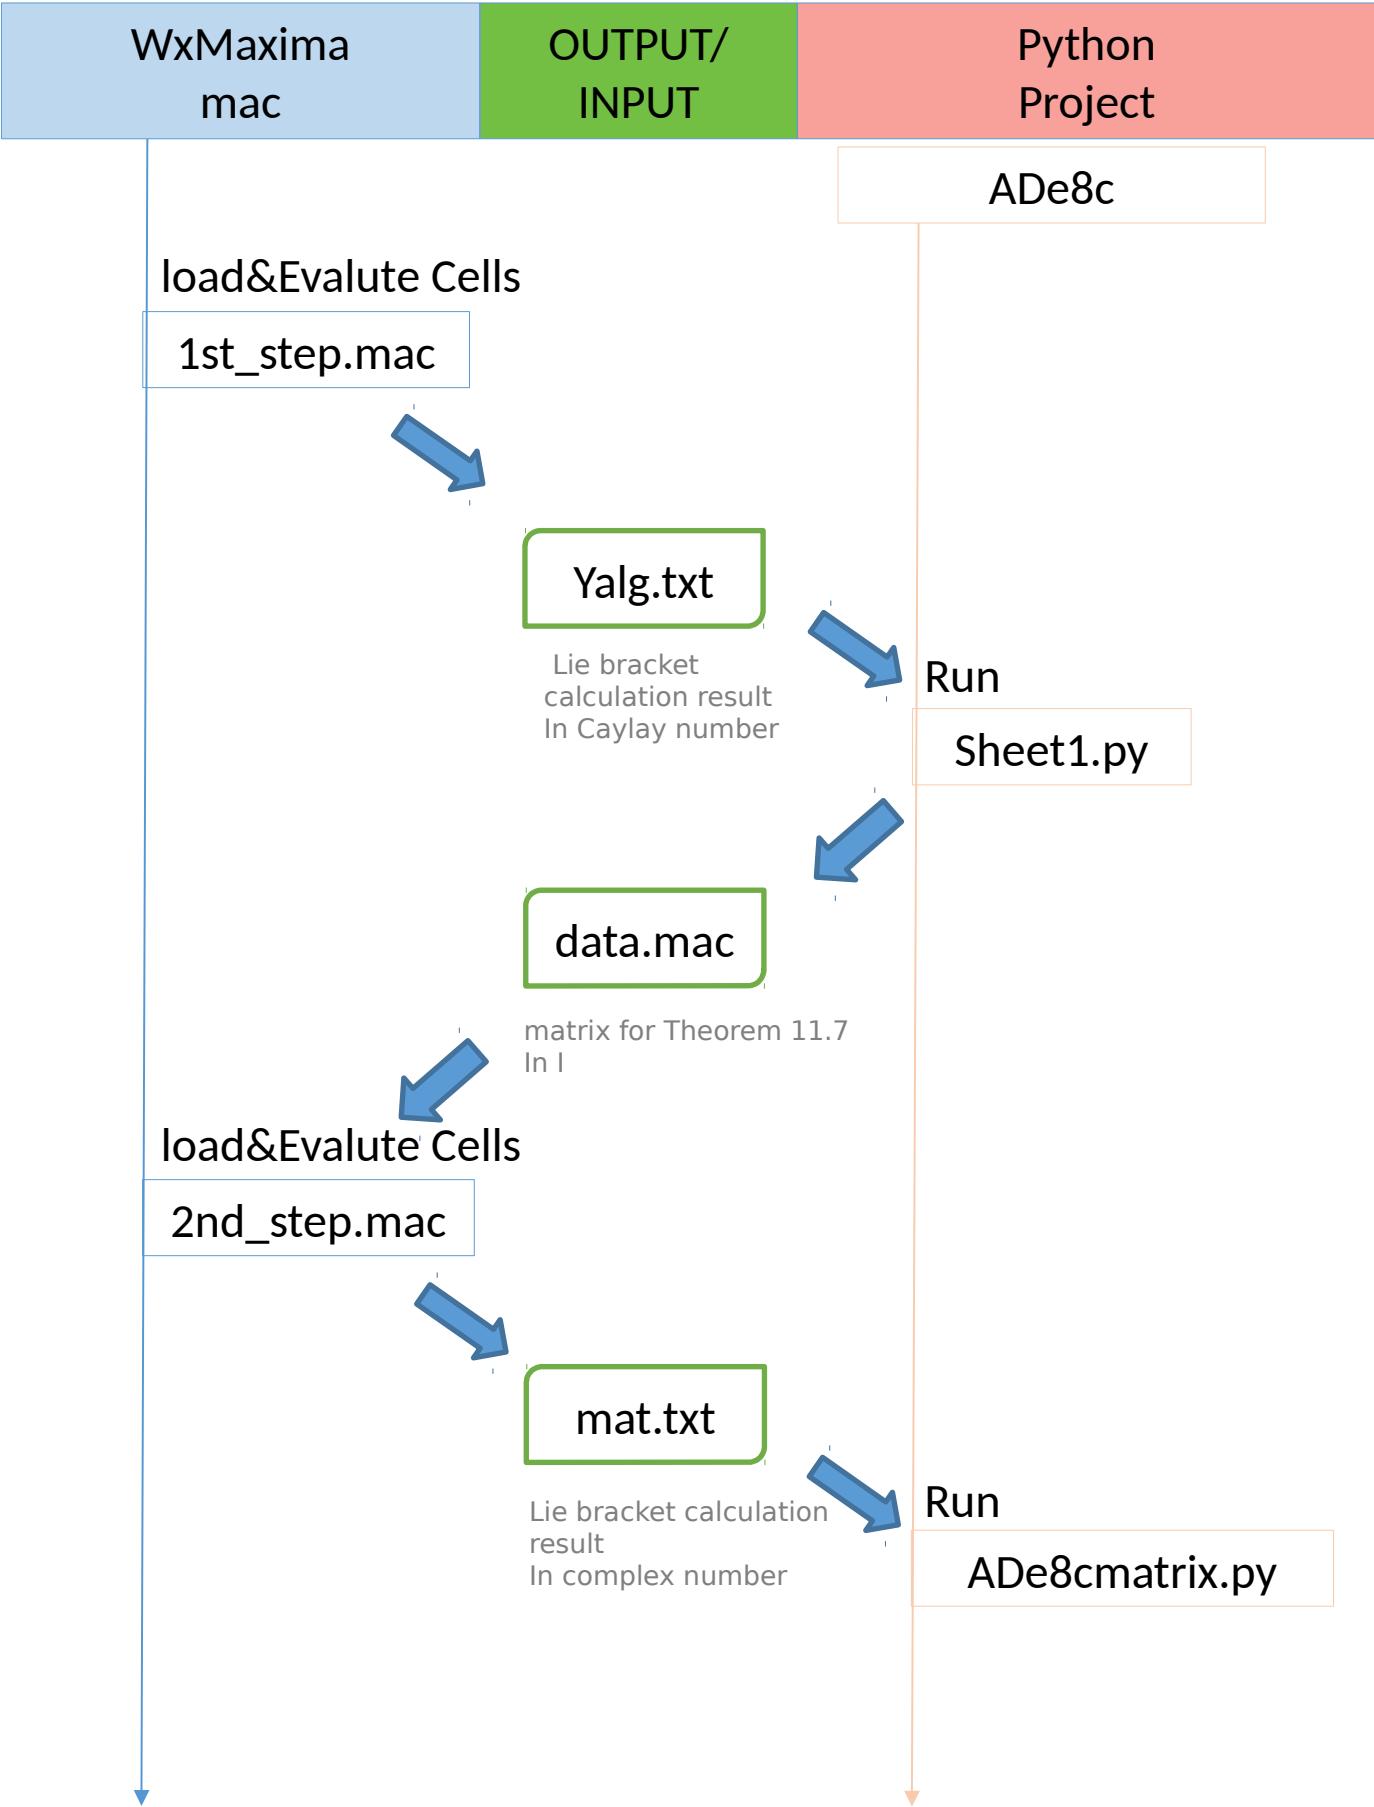 WxMaxima
mac
OUTPUT/
INPUT
Python
Project
ADe8c
load&Evalute Cells
1st_step.mac
Yalg.txt
Lie bracket
calculation result
In Caylay number
Run
Sheet1.py
data.mac
matrix for Theorem 11.7
In I
load&Evalute Cells
2nd_step.mac
mat.txt
Lie bracket calculation
result
In complex number
Run
ADe8cmatrix.py